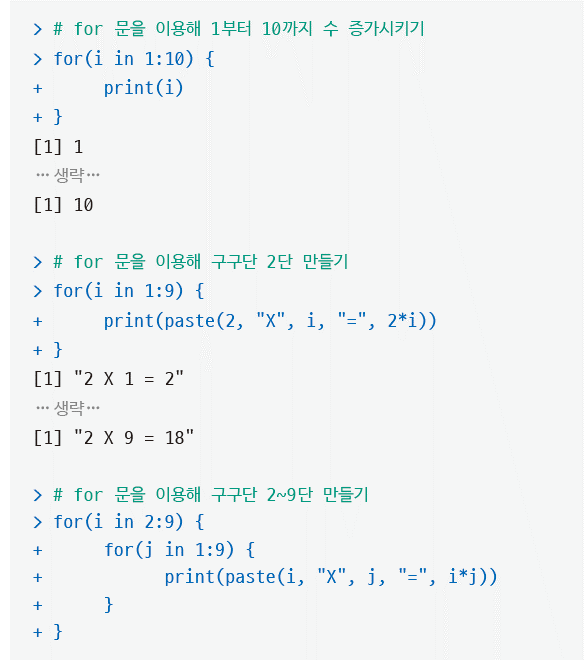 > # for 문을 이용해 1부터 10까지 수 증가시키기
> for(i in 1:10) {
+      print(i)
+ }
[1] 1
…생략…
[1] 10
> # for 문을 이용해 구구단 2단 만들기
> for(i in 1:9) {
+      print(paste(2, "X", i, "=", 2*i))
+ }
[1] "2 X 1 = 2"
…생략…
[1] "2 X 9 = 18"
> # for 문을 이용해 구구단 2~9단 만들기
> for(i in 2:9) {
+      for(j in 1:9) {
+            print(paste(i, "X", j, "=", i*j))
+      }
+ }